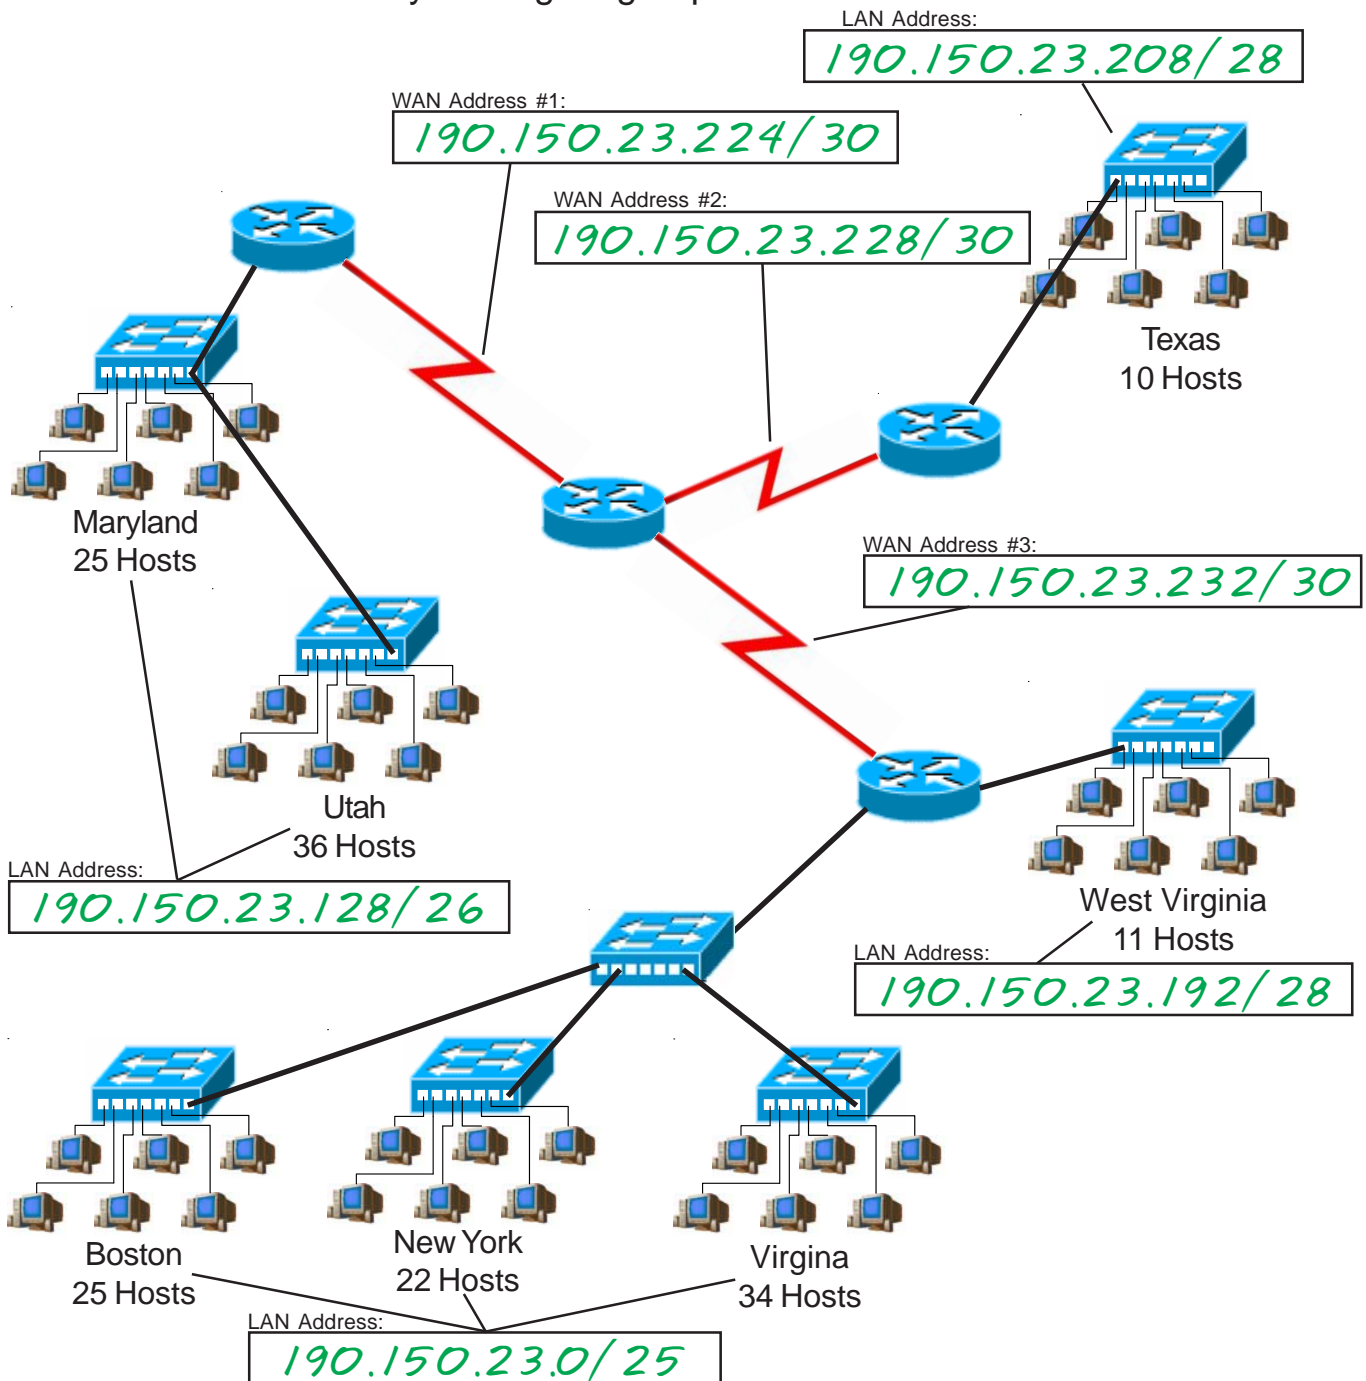 LAN Address:
190.150.23.208/28
WAN Address #1:
190.150.23.224/30
WAN Address #2:
190.150.23.228/30
Texas
10 Hosts
Maryland
25 Hosts
WAN Address #3:
190.150.23.232/30
Utah
36 Hosts
LAN Address:
190.150.23.128/26
West Virginia
11 Hosts
LAN Address:
190.150.23.192/28
Boston
25 Hosts
New York
22 Hosts
Virgina
34 Hosts
LAN Address:
190.150.23.0/25